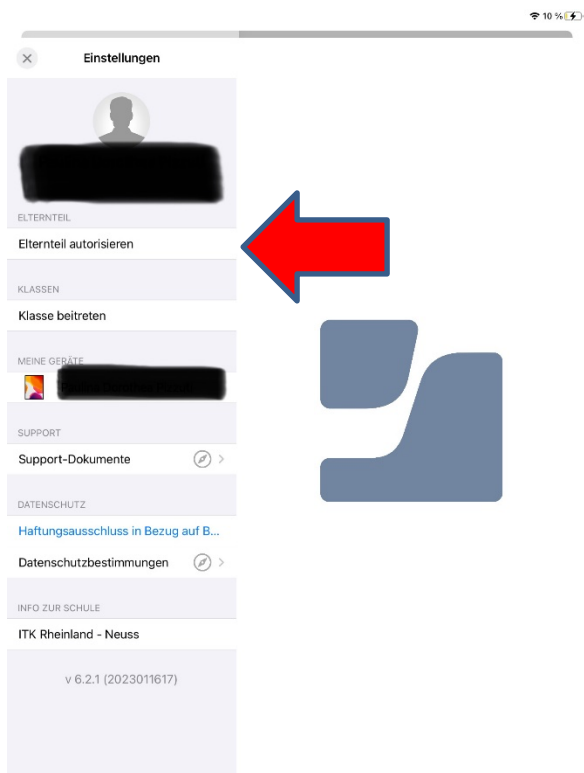 10 %
Einstellungen
ELTERNTEIL
Elternteil autorisieren
KLASSEN
Klasse beitreten
MEINE GERÄTE
SUPPORT
Support-Dokumente
DATENSCHUTZ
Haftungsausschluss in Bezug auf B...
Datenschutzbestimmungen
INFO ZUR SCHULE
ITK Rheinland - Neuss
v 6.2.1 (2023011617)